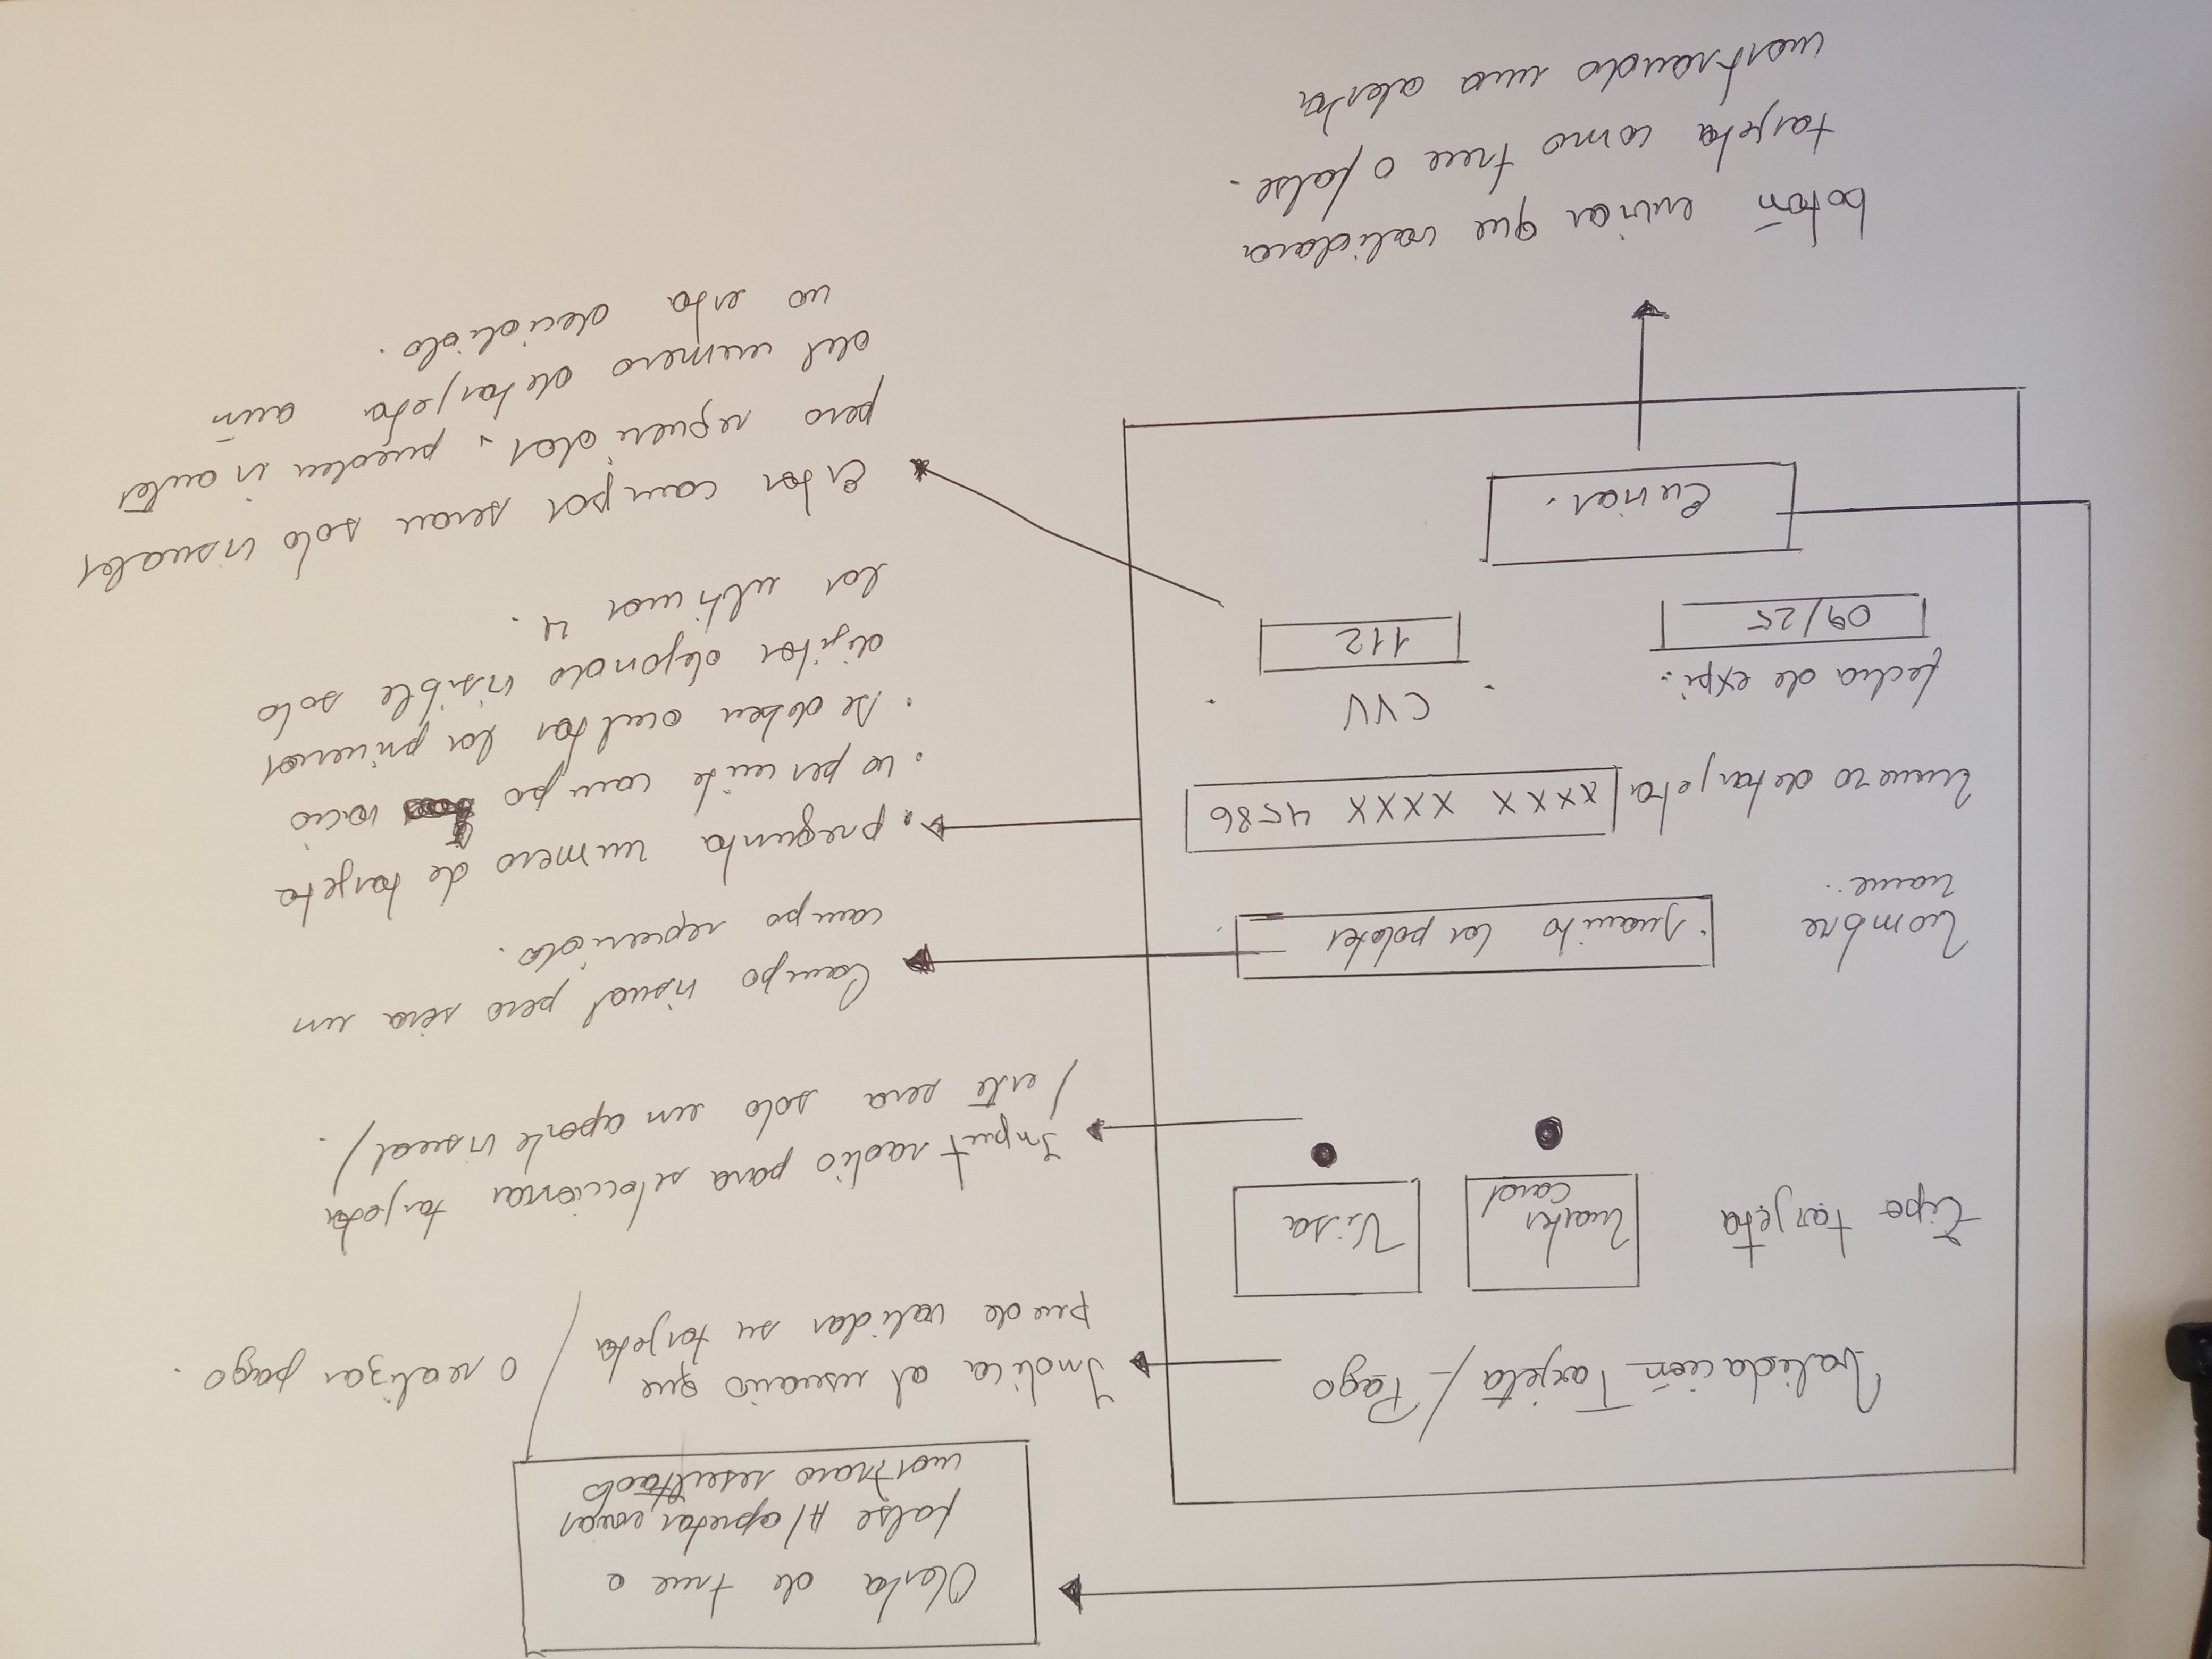 Alerta de true o
false Al apretar enviar
mostrara resultado
Validación Tarjeta / Pago
Indica al usuario que
puede validar su tarjeta / o realizar pago.
Tipo tarjeta
Master
Card
Visa
Input radio para seleccionar tarjeta
/ este sera solo un aporte visual /.
Nombre
name:
Juanito los palotes
Campo visual pero sera un
campo requerido.
Numero de tarjeta
XXXX XXXX 4586
. pregunta numero de tarjeta
. no permite campo vacio
. se deben ocultar los primeros
digitos dejando visible solo
los ultimos 4.
fecha de expi.:
09/25
CVV
112
Enviar.
Estos campos seran solo visuales
pero requeridos, pueden ir antes
del numero de tarjeta aún
no esta decidido.
botón enviar que validara
tarjeta como true o false.
mostrando una alerta